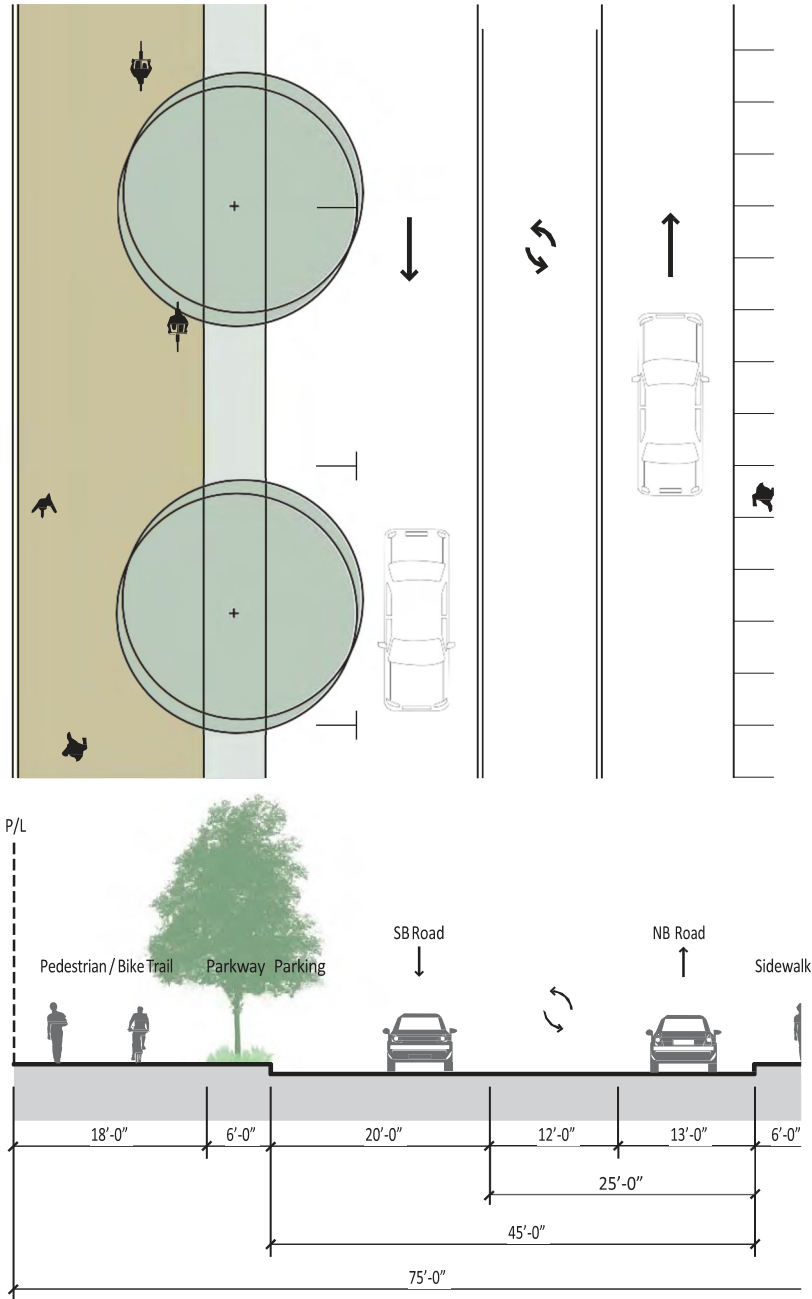 P/L
SB Road
NB Road
Pedestrian / Bike Trail
Parkway
Parking
Sidewalk
18'-0"
6'-0"
20'-0"
12'-0"
13'-0"
6'-0"
25'-0"
45'-0"
75'-0"